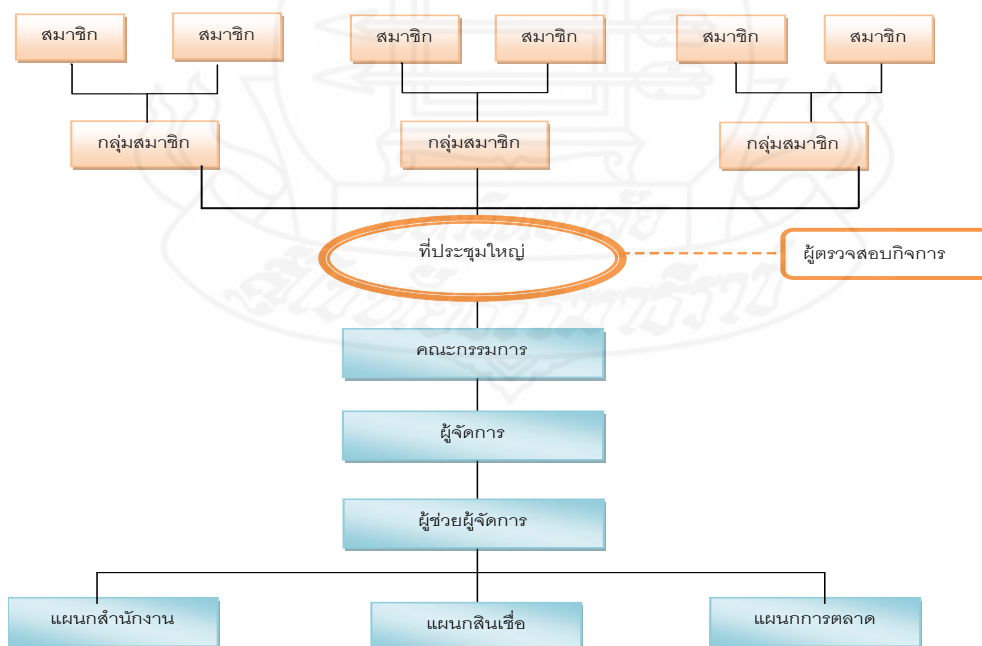 สมาชิก
สมาชิก
สมาชิก
สมาชิก
สมาชิก
สมาชิก
กลุ่มสมาชิก
กลุ่มสมาชิก
กลุ่มสมาชิก
ที่ประชุมใหญ่
ผู้ตรวจสอบกิจการ
คณะกรรมการ
ผู้จัดการ
ผู้ช่วยผู้จัดการ
แผนกสำนักงาน
แผนกสินเชื่อ
แผนกการตลาด